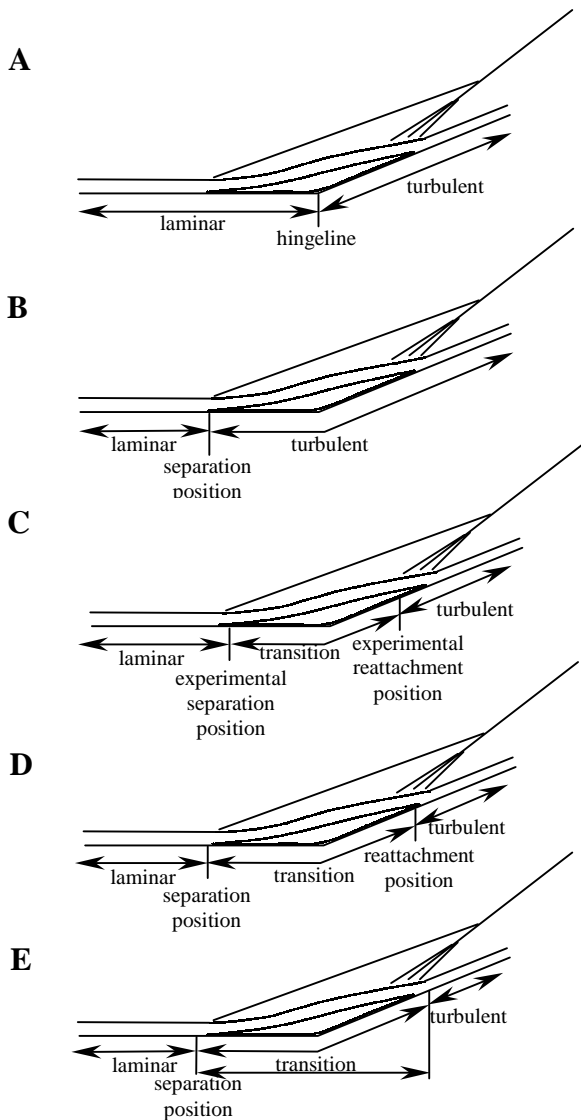 A
turbulent
laminar
hingeline
B
laminar
turbulent
separation
position
C
turbulent
laminar
transition
experimental
reattachment
position
experimental
separation
position
D
turbulent
laminar
transition
reattachment
position
separation
position
E
turbulent
laminar
transition
separation
position